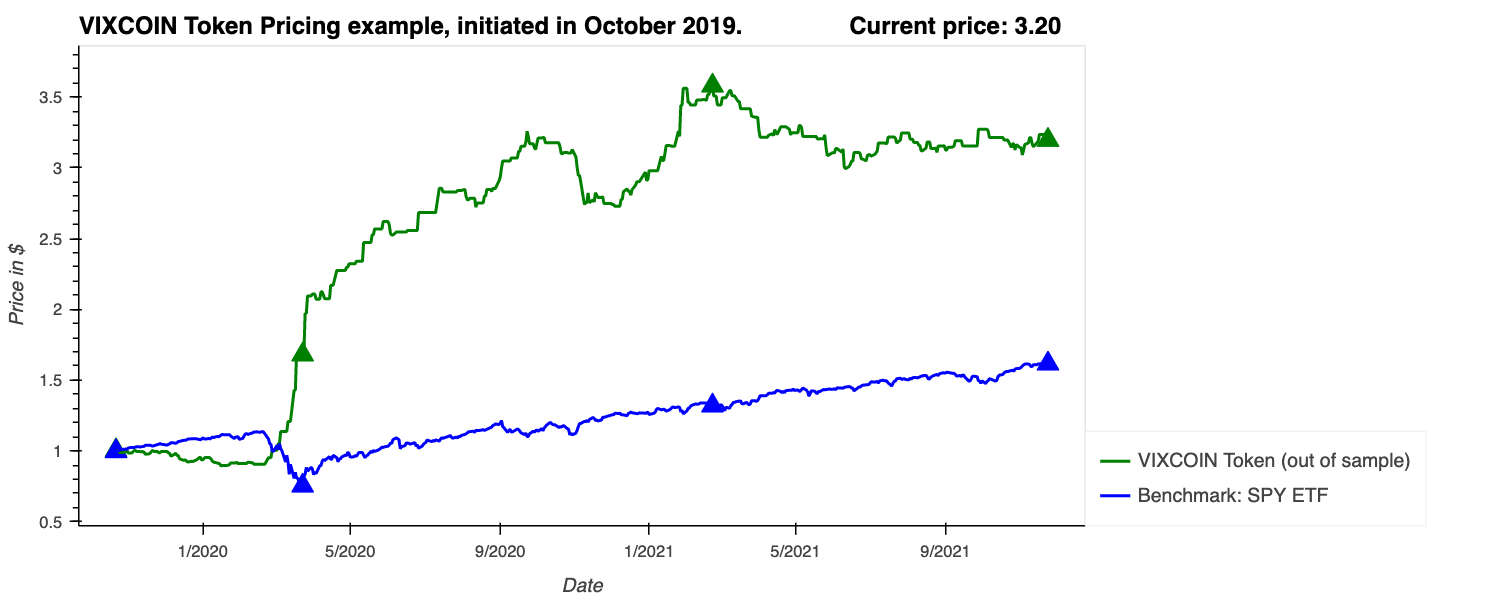 VIXCOIN Token Pricing example, initiated in October 2019. Current price: 3.20
3.5
3
2.5
2
1.5
1
0.5
Price in $
1/2020 5/2020 9/2020 1/2021 5/2021 9/2021
Date
VIXCOIN Token (out of sample)
Benchmark: SPY ETF